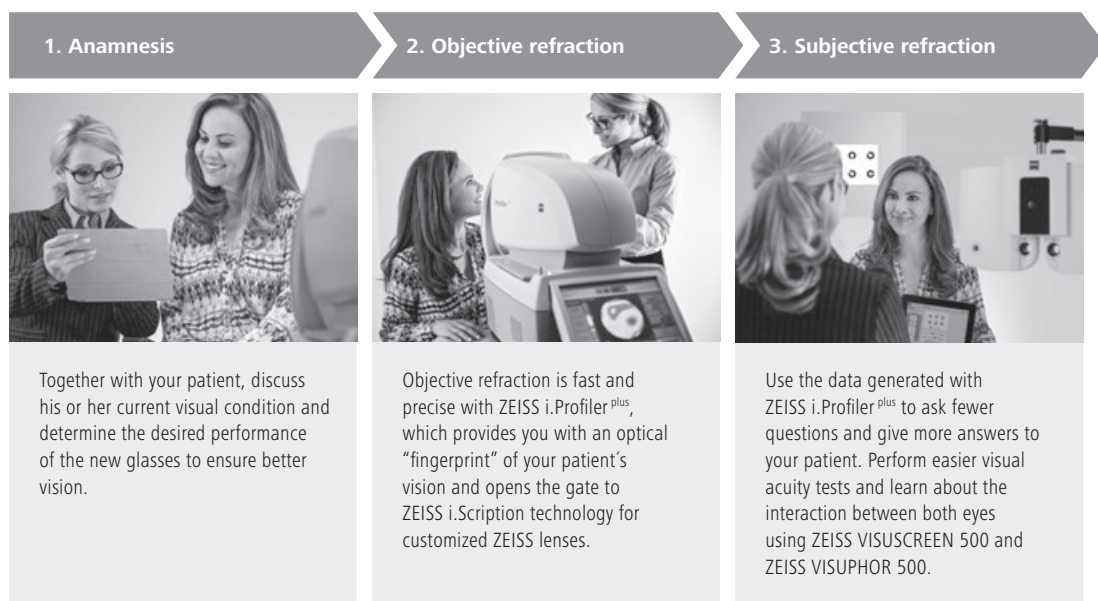 1. Anamnesis
2. Objective refraction
3. Subjective refraction
Together with your patient, discuss
his or her current visual condition and
determine the desired performance
of the new glasses to ensure better
vision.
Objective refraction is fast and
precise with ZEISS i.Profiler plus,
which provides you with an optical
“fingerprint” of your patient´s
vision and opens the gate to
ZEISS i.Scription technology for
customized ZEISS lenses.
Use the data generated with
ZEISS i.Profiler plus to ask fewer
questions and give more answers to
your patient. Perform easier visual
acuity tests and learn about the
interaction between both eyes
using ZEISS VISUSCREEN 500 and
ZEISS VISUPHOR 500.